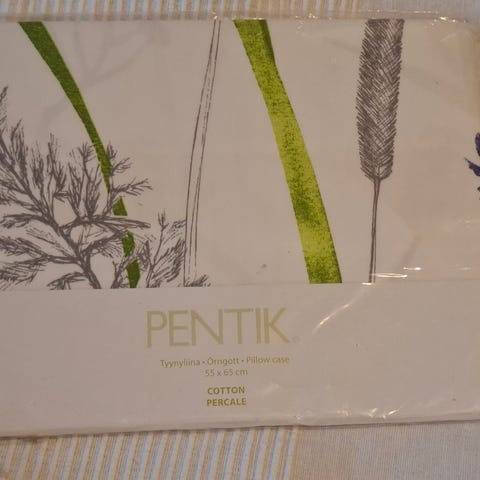 PENTIK®
Tyynyliina • Örngott • Pillow case
55 x 65 cm
COTTON
PERCALE